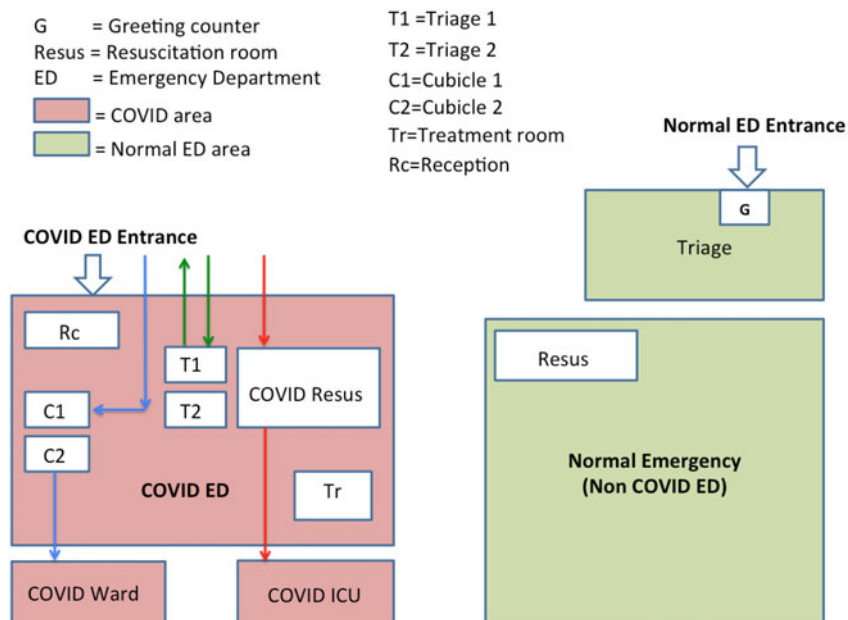 G = Greeting counter
Resus = Resuscitation room
ED = Emergency Department
= COVID area
= Normal ED area
T1 =Triage 1
T2 =Triage 2
C1=Cubicle 1
C2=Cubicle 2
Tr=Treatment room
Rc=Reception
Normal ED Entrance
G
Triage
COVID ED Entrance
Rc
T1
COVID Resus
C1
T2
C2
COVID ED
Tr
COVID Ward
COVID ICU
Resus
Normal Emergency
(Non COVID ED)